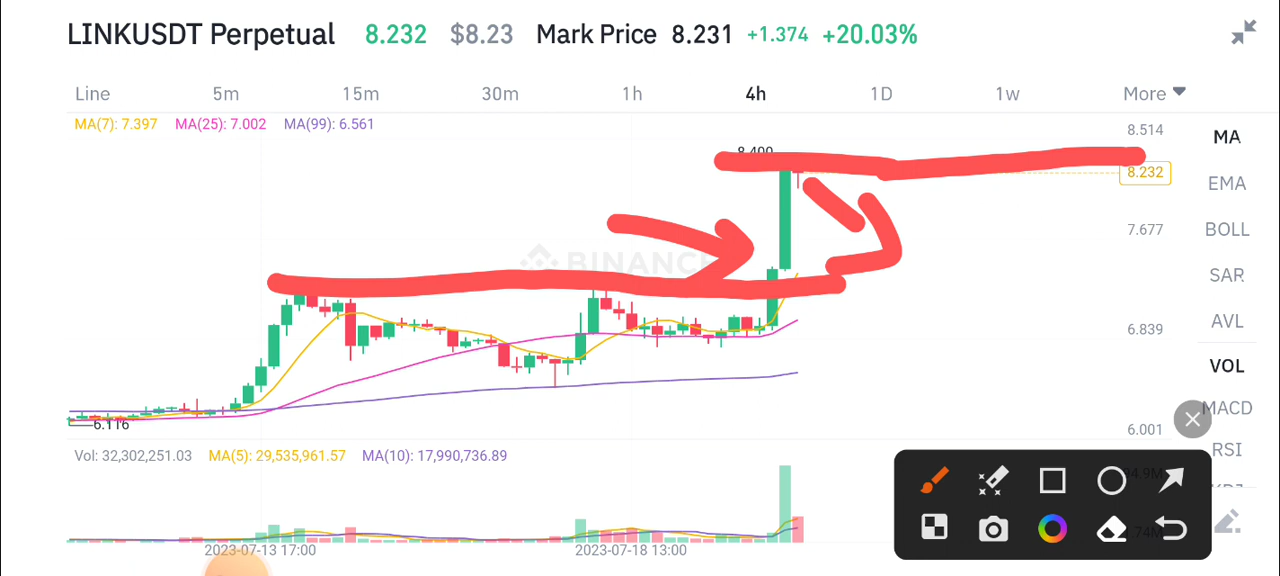 LINKUSDT Perpetual 8.232 $8.23 Mark Price 8.231 +1.374 +20.03%
Line 5m 15m 30m 1h 4h 1D 1w More
MA(7): 7.397 MA(25): 7.002 MA(99): 6.561
8.514
MA
8.400
8.232
EMA
7.677
BOLL
BINANCE
SAR
AVL
6.839
VOL
MACD
6.116
6.001
RSI
Vol: 32,302,251.03 MA(5): 29,535,961.57 MA(10): 17,990,736.89
2023-07-13 17:00 2023-07-18 13:00